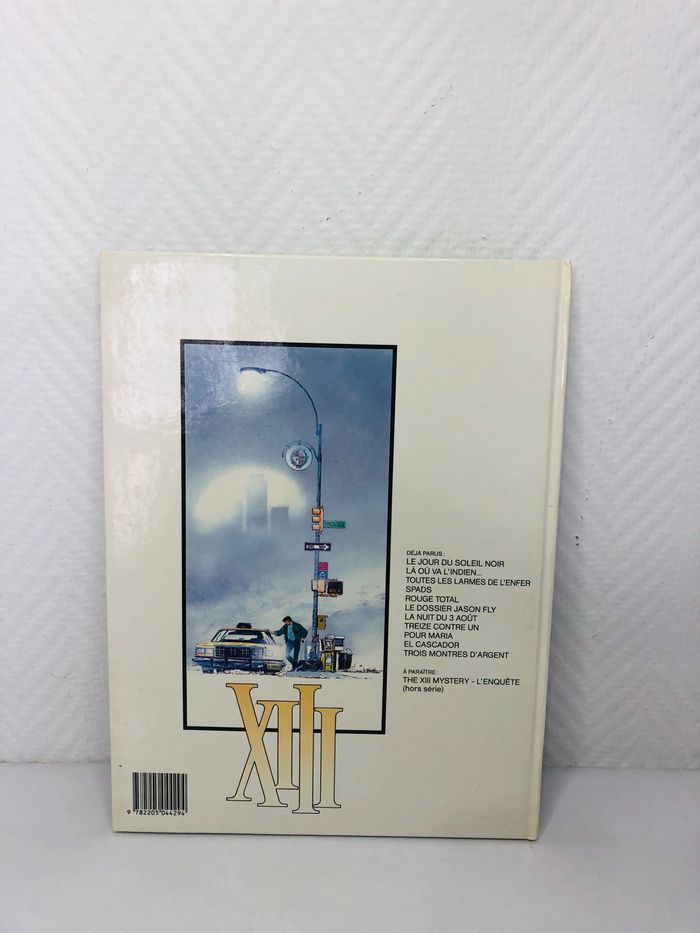 DÉJÀ PARUS :
LE JOUR DU SOLEIL NOIR
LÀ OÙ VA L'INDIEN...
TOUTES LES LARMES DE L'ENFER
SPADS
ROUGE TOTAL
LE DOSSIER JASON FLY
LA NUIT DU 3 AOÛT
TREIZE CONTRE UN
POUR MARIA
EL CASCADOR
TROIS MONTRES D'ARGENT
À PARAÎTRE :
THE XIII MYSTERY - L'ENQUÊTE
(hors série)
XIII
9 782205 044294